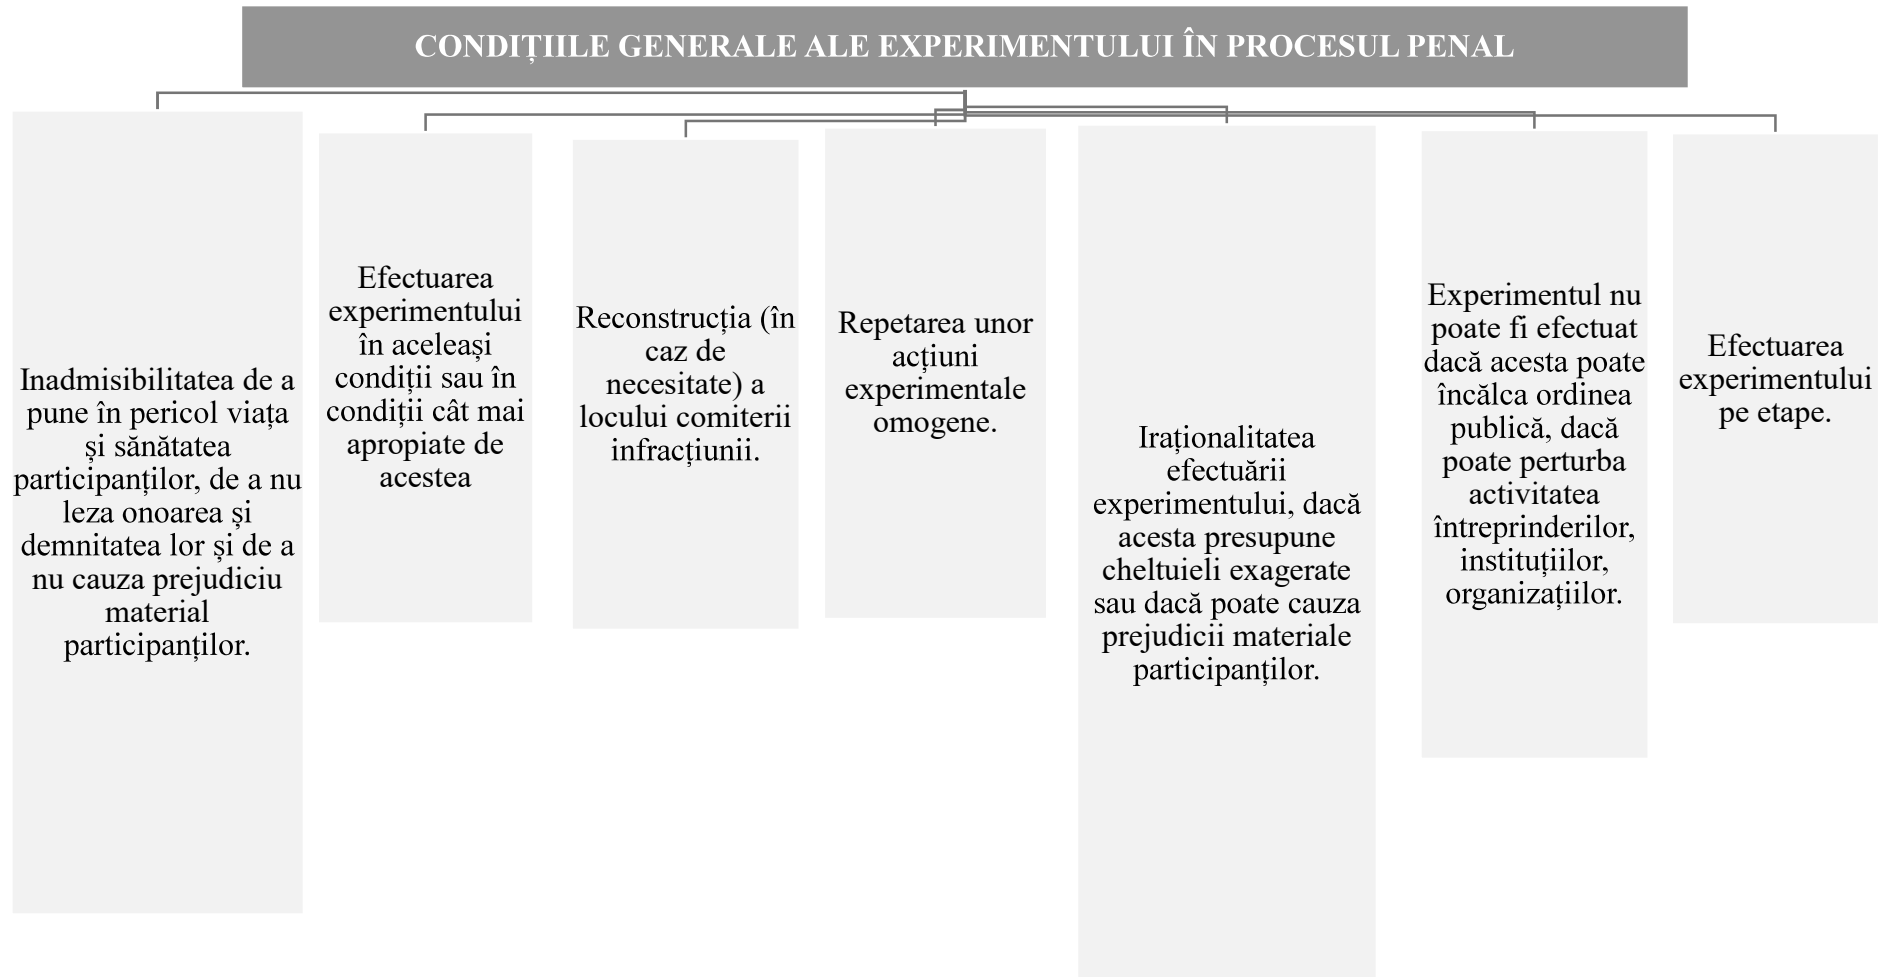 CONDIȚIILE GENERALE ALE EXPERIMENTULUI ÎN PROCESUL PENAL
Inadmisibilitatea de a
pune în pericol viața
și sănătatea
participanților, de a nu
leza onoarea și
demnitatea lor și de a
nu cauza prejudiciu
material
participanților.
Efectuarea
experimentului
în aceleași
condiții sau în
condiții cât mai
apropiate de
acestea
Reconstrucția (în
caz de
necesitate) a
locului comiterii
infracțiunii.
Repetarea unor
acțiuni
experimentale
omogene.
Iraționalitatea
efectuării
experimentului, dacă
acesta presupune
cheltuieli exagerate
sau dacă poate cauza
prejudicii materiale
participanților.
Experimentul nu
poate fi efectuat
dacă acesta poate
încălca ordinea
publică, dacă
poate perturba
activitatea
întreprinderilor,
instituțiilor,
organizațiilor.
Efectuarea
experimentului
pe etape.